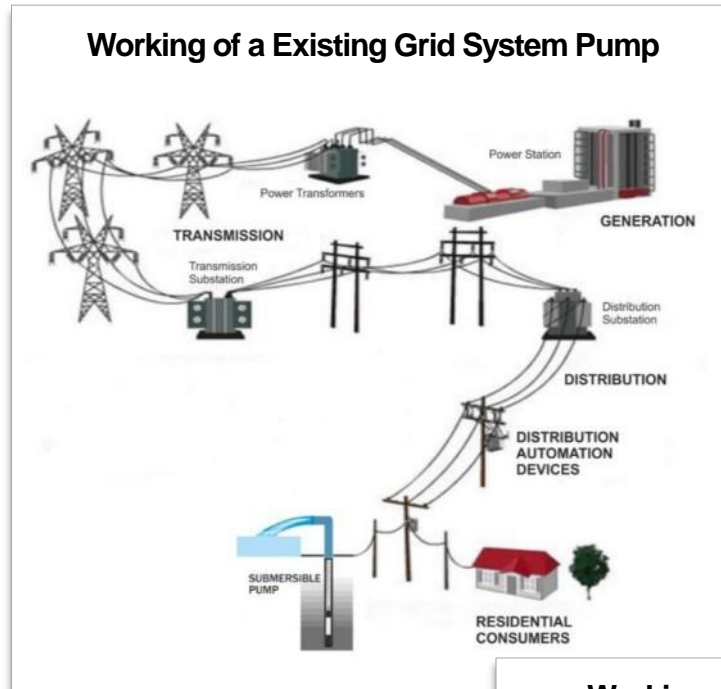 Working of a Existing Grid System Pump
Power Station
Power Transformers
GENERATION
TRANSMISSION
Transmission
Substation
Distribution
Substation
DISTRIBUTION
DISTRIBUTION
AUTOMATION
DEVICES
SUBMERSIBLE
PUMP
RESIDENTIAL
CONSUMERS